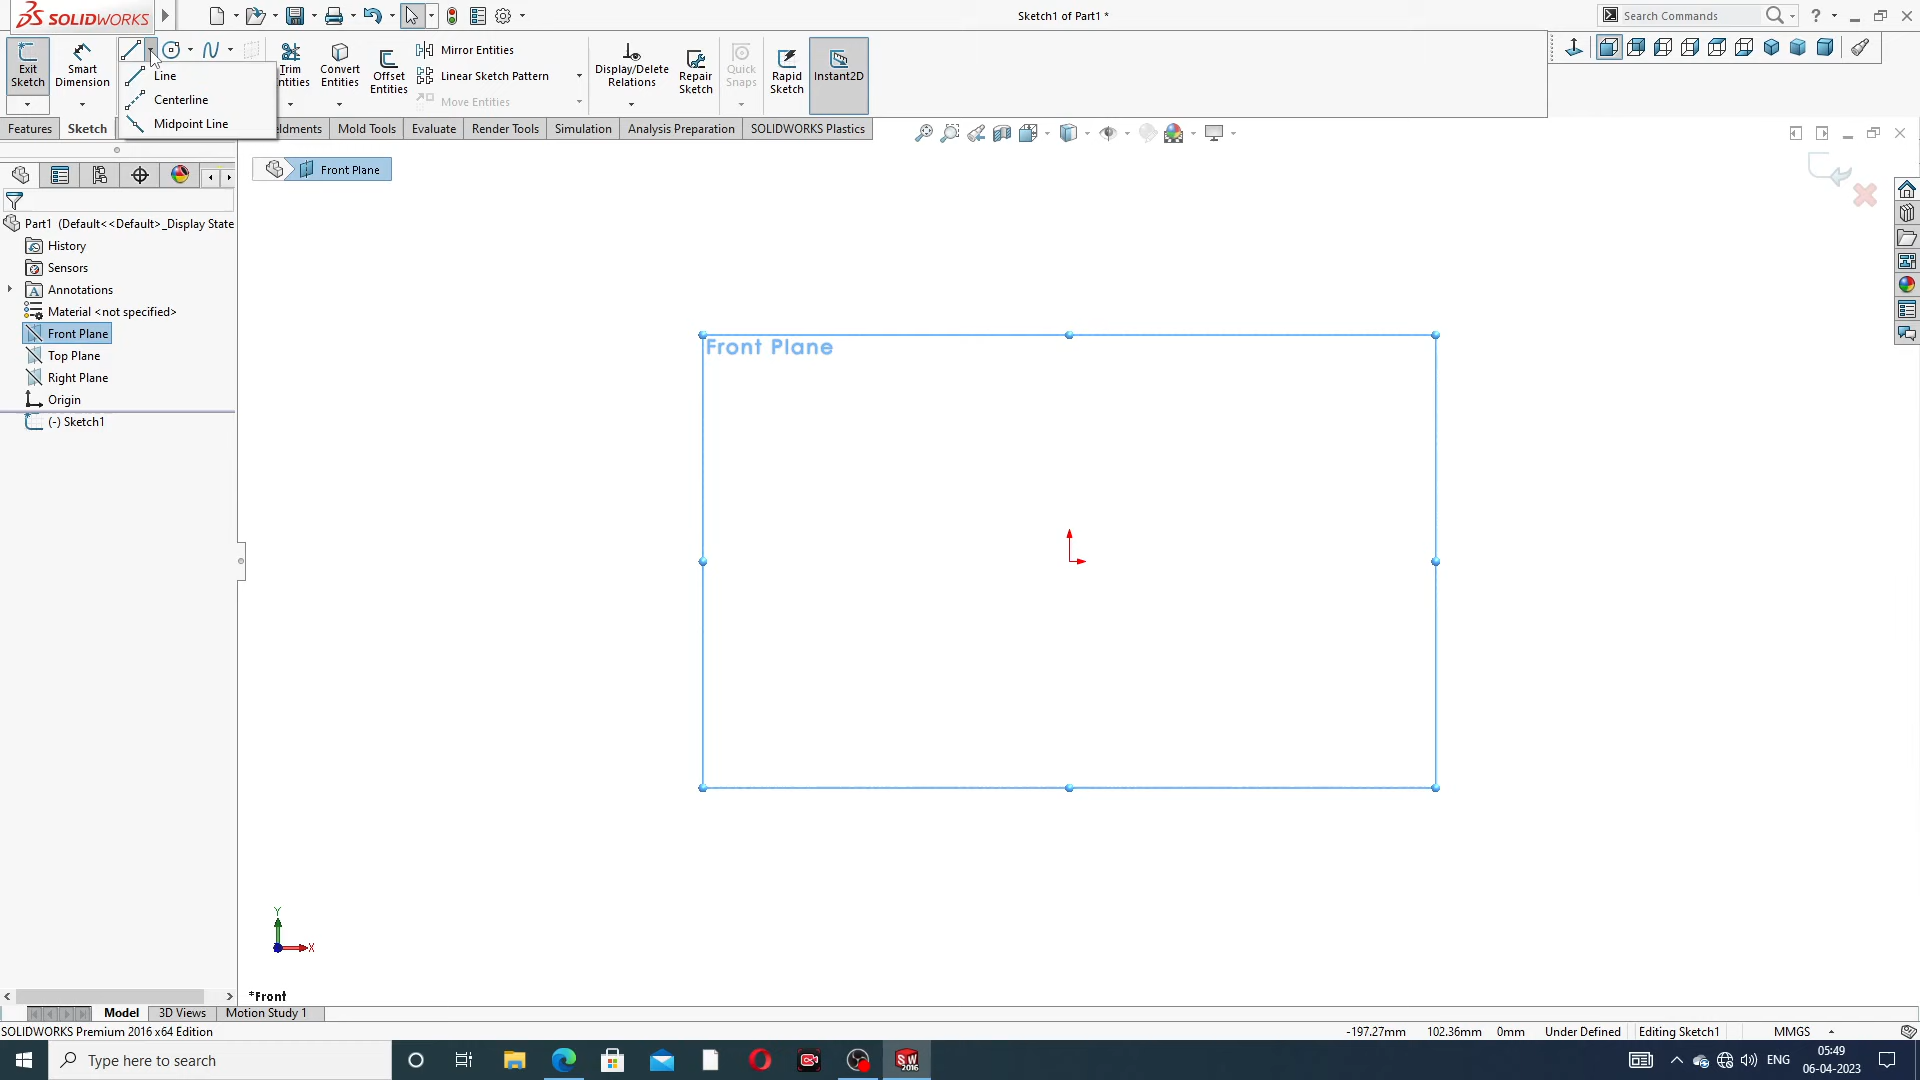 SOLIDWORKS
Sketch1 of Part1 *
Search Commands
Exit Sketch
Smart Dimension
Line
Centerline
Midpoint Line
Trim
ntities
Convert Entities
Offset Entities
Mirror Entities
Linear Sketch Pattern
Move Entities
Display/Delete Relations
Repair Sketch
Quick Snaps
Rapid Sketch
Instant2D
Features
Sketch
eldments
Mold Tools
Evaluate
Render Tools
Simulation
Analysis Preparation
SOLIDWORKS Plastics
Front Plane
Part1 (Default<<Default>_Display State
History
Sensors
Annotations
Material <not specified>
Front Plane
Top Plane
Right Plane
Origin
(-) Sketch1
Front Plane
Y
X
*Front
Model
3D Views
Motion Study 1
SOLIDWORKS Premium 2016 x64 Edition
-197.27mm
102.36mm
0mm
Under Defined
Editing Sketch1
MMGS
Type here to search
SW
2016
ENG
05:49
06-04-2023